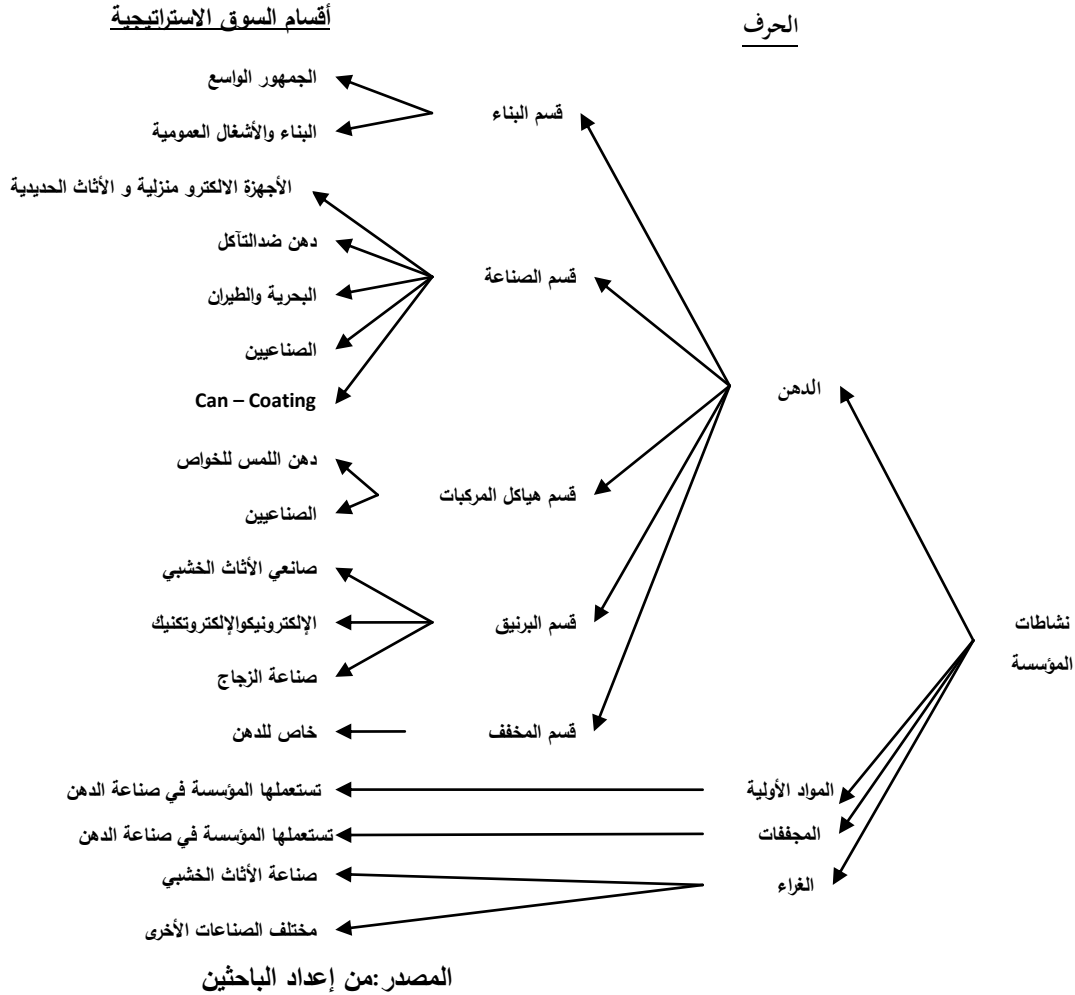 الحرف
أقسام السوق الاستراتيجية
الجمهور الواسع
قسم البناء
البناء والأشغال العمومية
الأجهزة الالكترو منزلية و الأثاث الحديدية
دهن ضدالتآكل
قسم الصناعة
البحرية والطيران
الصناعيين
Can – Coating
الدهن
دهن اللمس للخواص
قسم هياكل المركبات
الصناعيين
صانعي الأثاث الخشبي
نشاطات
المؤسسة
قسم البرنيق
الإلكترونيكوالإلكتروتكنيك
صناعة الزجاج
قسم المخفف
خاص للدهن
المواد الأولية
تستعملها المؤسسة في صناعة الدهن
المجففات
تستعملها المؤسسة في صناعة الدهن
الغراء
صناعة الأثاث الخشبي
مختلف الصناعات الأخرى
المصدر:من إعداد الباحثين